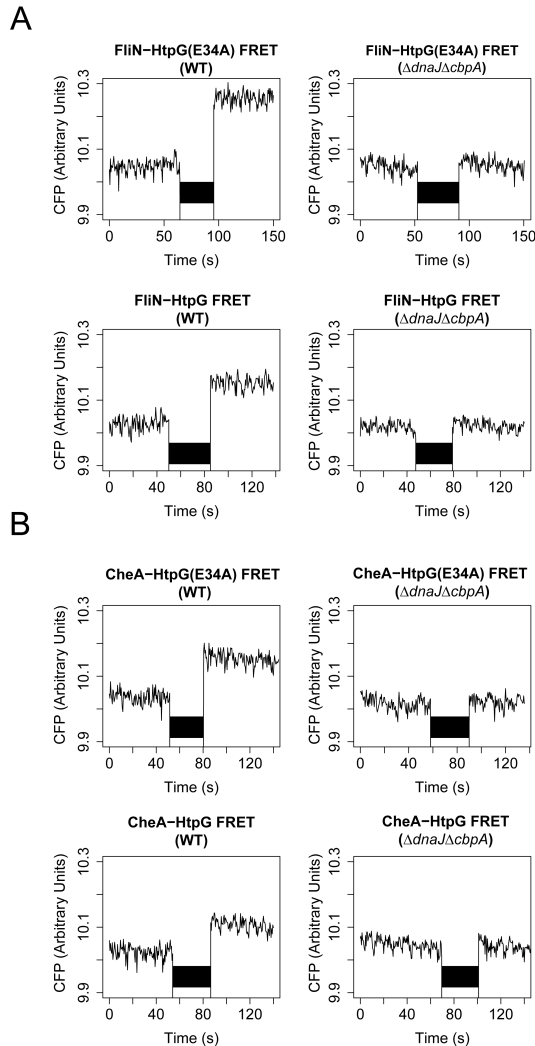 A
FliN−HtpG(E34A) FRET
(WT)
CFP (Arbitrary Units)
10.3
10.1
9.9
0 50 100 150
Time (s)
FliN−HtpG(E34A) FRET
(ΔdnaJΔcbpA)
CFP (Arbitrary Units)
10.3
10.1
9.9
0 50 100 150
Time (s)
FliN−HtpG FRET
(WT)
CFP (Arbitrary Units)
10.3
10.1
9.9
0 40 80 120
Time (s)
FliN−HtpG FRET
(ΔdnaJΔcbpA)
CFP (Arbitrary Units)
10.3
10.1
9.9
0 40 80 120
Time (s)
B
CheA−HtpG(E34A) FRET
(WT)
CFP (Arbitrary Units)
10.3
10.1
9.9
0 40 80 120
Time (s)
CheA−HtpG(E34A) FRET
(ΔdnaJΔcbpA)
CFP (Arbitrary Units)
10.3
10.1
9.9
0 40 80 120
Time (s)
CheA−HtpG FRET
(WT)
CFP (Arbitrary Units)
10.3
10.1
9.9
0 40 80 120
Time (s)
CheA−HtpG FRET
(ΔdnaJΔcbpA)
CFP (Arbitrary Units)
10.3
10.1
9.9
0 40 80 120
Time (s)